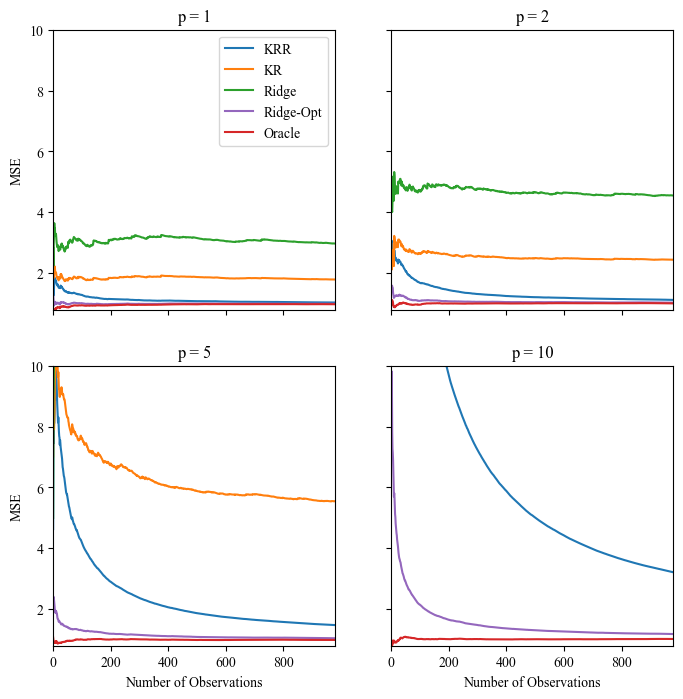 p = 1
10
8
6
4
2
MSE
KRR
KR
Ridge
Ridge-Opt
Oracle
p = 2
p = 5
10
8
6
4
2
MSE
0 200 400 600 800
Number of Observations
p = 10
0 200 400 600 800
Number of Observations